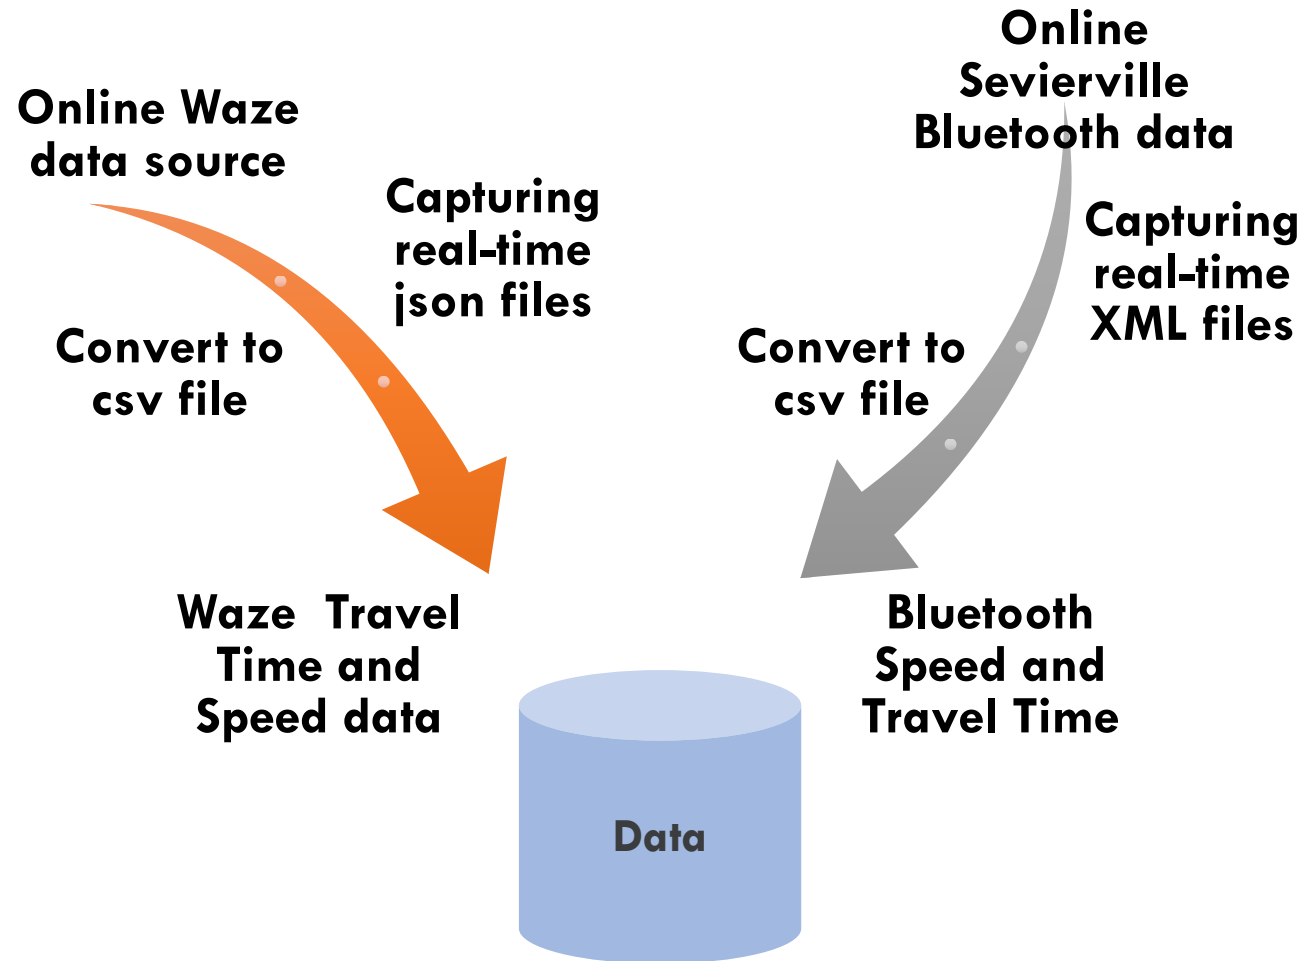 Online Waze
data source
Capturing
real-time
json files
Convert to
csv file
Waze Travel
Time and
Speed data
Online
Sevierville
Bluetooth data
Capturing
real-time
XML files
Convert to
csv file
Bluetooth
Speed and
Travel Time
Data